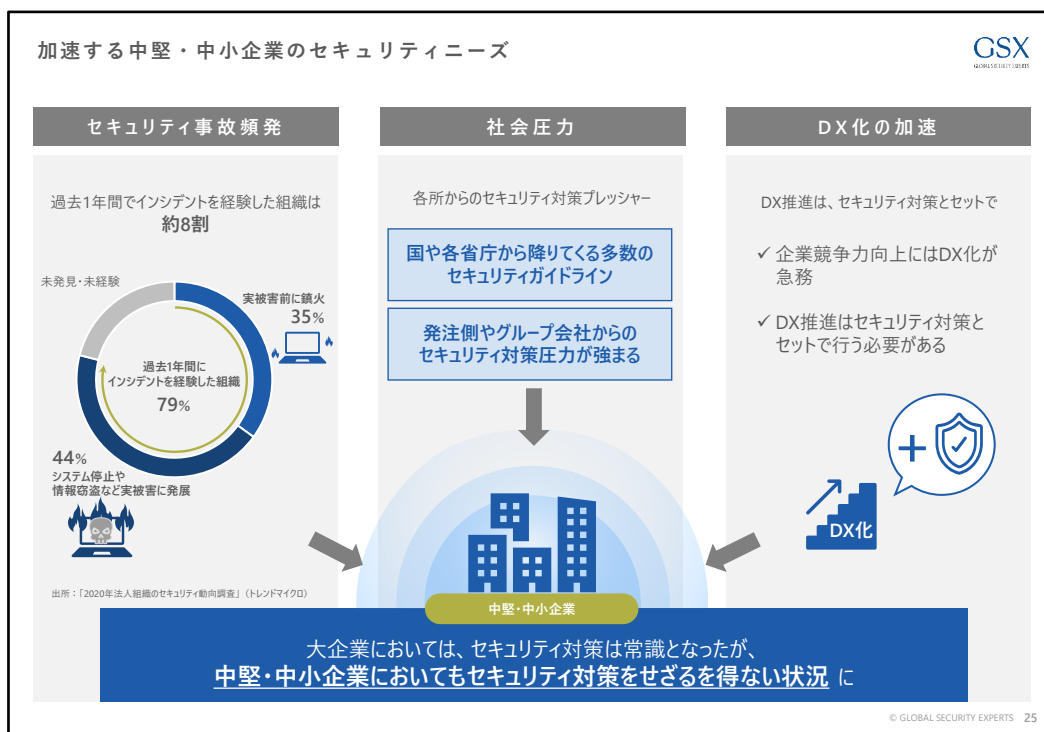 加速する中堅・中小企業のセキュリティニーズ
GSX
GLOBAL SECURITY EXPERTS
セキュリティ事故頻発
過去1年間でインシデントを経験した組織は
約8割
未発見・未経験
実被害前に鎮火
35%
過去1年間に
インシデントを経験した組織
79%
44%
システム停止や
情報窃盗など実被害に発展
出所:「2020年法人組織のセキュリティ動向調査」(トレンドマイクロ)
社会圧力
各所からのセキュリティ対策プレッシャー
国や各省庁から降りてくる多数の
セキュリティガイドライン
発注側やグループ会社からの
セキュリティ対策圧力が強まる
中堅・中小企業
DX化の加速
DX推進は、セキュリティ対策とセットで
✓ 企業競争力向上にはDX化が
急務
✓ DX推進はセキュリティ対策と
セットで行う必要がある
DX化
大企業においては、セキュリティ対策は常識となったが、
中堅・中小企業においてもセキュリティ対策をせざるを得ない状況 に
© GLOBAL SECURITY EXPERTS 25